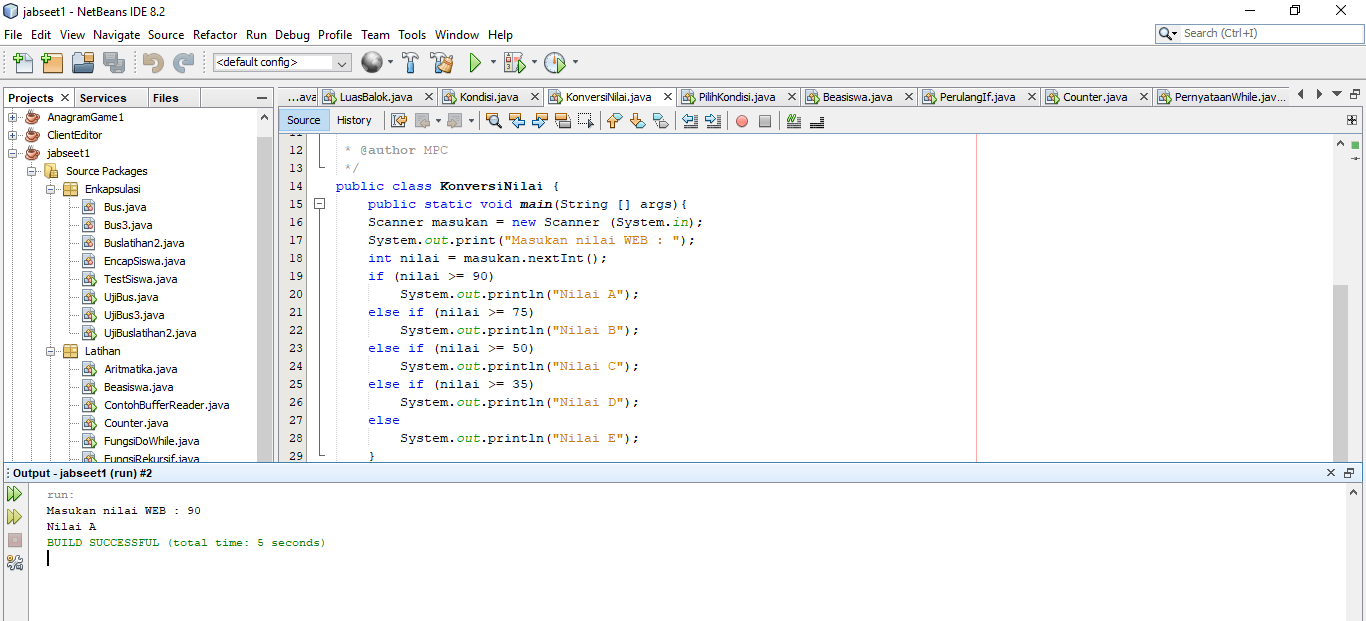 jabseet1 - NetBeans IDE 8.2
File Edit View Navigate Source Refactor Run Debug Profile Team Tools Window Help
Search (Ctrl+I)
<default config>
Projects Services Files
AnagramGame1
ClientEditor
jabseet1
Source Packages
Enkapsulasi
Bus.java
Bus3.java
Buslatihan2.java
EncapSiswa.java
TestSiswa.java
UjiBus.java
UjiBus3.java
UjiBuslatihan2.java
Latihan
Aritmatika.java
Beasiswa.java
ContohBufferReader.java
Counter.java
FungsiDoWhile.java
FungsiRekursif.java
...ava LuasBalok.java Kondisi.java KonversiNilai.java PilihKondisi.java Beasiswa.java PerulangIf.java Counter.java PernyataanWhile.jav...
Source History
11
12 * @author MPC
13 */
14 public class KonversiNilai {
15 public static void main(String [] args){
16 Scanner masukan = new Scanner (System.in);
17 System.out.print("Masukan nilai WEB : ");
18 int nilai = masukan.nextInt();
19 if (nilai >= 90)
20 System.out.println("Nilai A");
21 else if (nilai >= 75)
22 System.out.println("Nilai B");
23 else if (nilai >= 50)
24 System.out.println("Nilai C");
25 else if (nilai >= 35)
26 System.out.println("Nilai D");
27 else
28 System.out.println("Nilai E");
29 }
Output - jabseet1 (run) #2
run:
Masukan nilai WEB : 90
Nilai A
BUILD SUCCESSFUL (total time: 5 seconds)